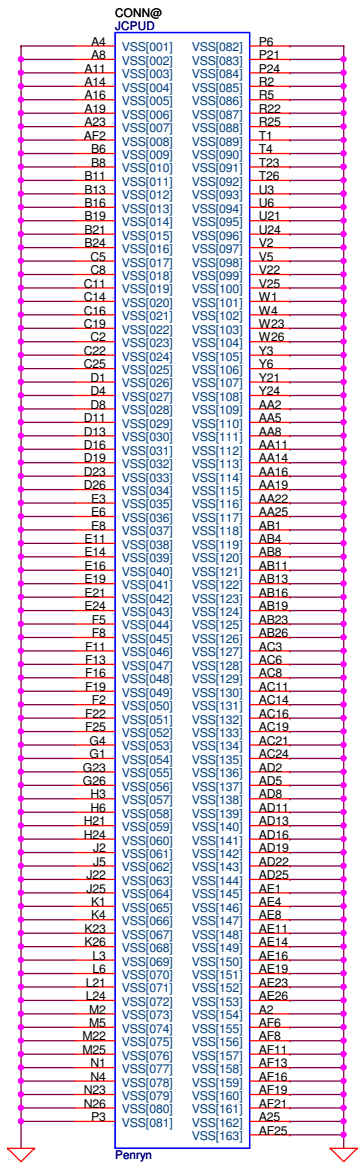 CONN@
JCPUD
A4 VSS[001] VSS[082] P6
A8 VSS[002] VSS[083] P21
A11 VSS[003] VSS[084] P24
A14 VSS[004] VSS[085] R2
A16 VSS[005] VSS[086] R5
A19 VSS[006] VSS[087] R22
A23 VSS[007] VSS[088] R25
AF2 VSS[008] VSS[089] T1
B6 VSS[009] VSS[090] T4
B8 VSS[010] VSS[091] T23
B11 VSS[011] VSS[092] T26
B13 VSS[012] VSS[093] U3
B16 VSS[013] VSS[094] U6
B19 VSS[014] VSS[095] U21
B21 VSS[015] VSS[096] U24
B24 VSS[016] VSS[097] V2
C5 VSS[017] VSS[098] V5
C8 VSS[018] VSS[099] V22
C11 VSS[019] VSS[100] V25
C14 VSS[020] VSS[101] W1
C16 VSS[021] VSS[102] W4
C19 VSS[022] VSS[103] W23
C2 VSS[023] VSS[104] W26
C22 VSS[024] VSS[105] Y3
C25 VSS[025] VSS[106] Y6
D1 VSS[026] VSS[107] Y21
D4 VSS[027] VSS[108] Y24
D8 VSS[028] VSS[109] AA2
D11 VSS[029] VSS[110] AA5
D13 VSS[030] VSS[111] AA8
D16 VSS[031] VSS[112] AA11
D19 VSS[032] VSS[113] AA14
D23 VSS[033] VSS[114] AA16
D26 VSS[034] VSS[115] AA19
E3 VSS[035] VSS[116] AA22
E6 VSS[036] VSS[117] AA25
E8 VSS[037] VSS[118] AB1
E11 VSS[038] VSS[119] AB4
E14 VSS[039] VSS[120] AB8
E16 VSS[040] VSS[121] AB11
E19 VSS[041] VSS[122] AB13
E21 VSS[042] VSS[123] AB16
E24 VSS[043] VSS[124] AB19
F5 VSS[044] VSS[125] AB23
F8 VSS[045] VSS[126] AB26
F11 VSS[046] VSS[127] AC3
F13 VSS[047] VSS[128] AC6
F16 VSS[048] VSS[129] AC8
F19 VSS[049] VSS[130] AC11
F2 VSS[050] VSS[131] AC14
F22 VSS[051] VSS[132] AC16
F25 VSS[052] VSS[133] AC19
G4 VSS[053] VSS[134] AC21
G1 VSS[054] VSS[135] AC24
G23 VSS[055] VSS[136] AD2
G26 VSS[056] VSS[137] AD5
H3 VSS[057] VSS[138] AD8
H6 VSS[058] VSS[139] AD11
H21 VSS[059] VSS[140] AD13
H24 VSS[060] VSS[141] AD16
J2 VSS[061] VSS[142] AD19
J5 VSS[062] VSS[143] AD22
J22 VSS[063] VSS[144] AD25
J25 VSS[064] VSS[145] AE1
K1 VSS[065] VSS[146] AE4
K4 VSS[066] VSS[147] AE8
K23 VSS[067] VSS[148] AE11
K26 VSS[068] VSS[149] AE14
L3 VSS[069] VSS[150] AE16
L6 VSS[070] VSS[151] AE19
L21 VSS[071] VSS[152] AE23
L24 VSS[072] VSS[153] AE26
M2 VSS[073] VSS[154] A2
M5 VSS[074] VSS[155] AF6
M22 VSS[075] VSS[156] AF8
M25 VSS[076] VSS[157] AF11
N1 VSS[077] VSS[158] AF13
N4 VSS[078] VSS[159] AF16
N23 VSS[079] VSS[160] AF19
N26 VSS[080] VSS[161] AF21
P3 VSS[081] VSS[162] A25
VSS[163] AF25
Penryn